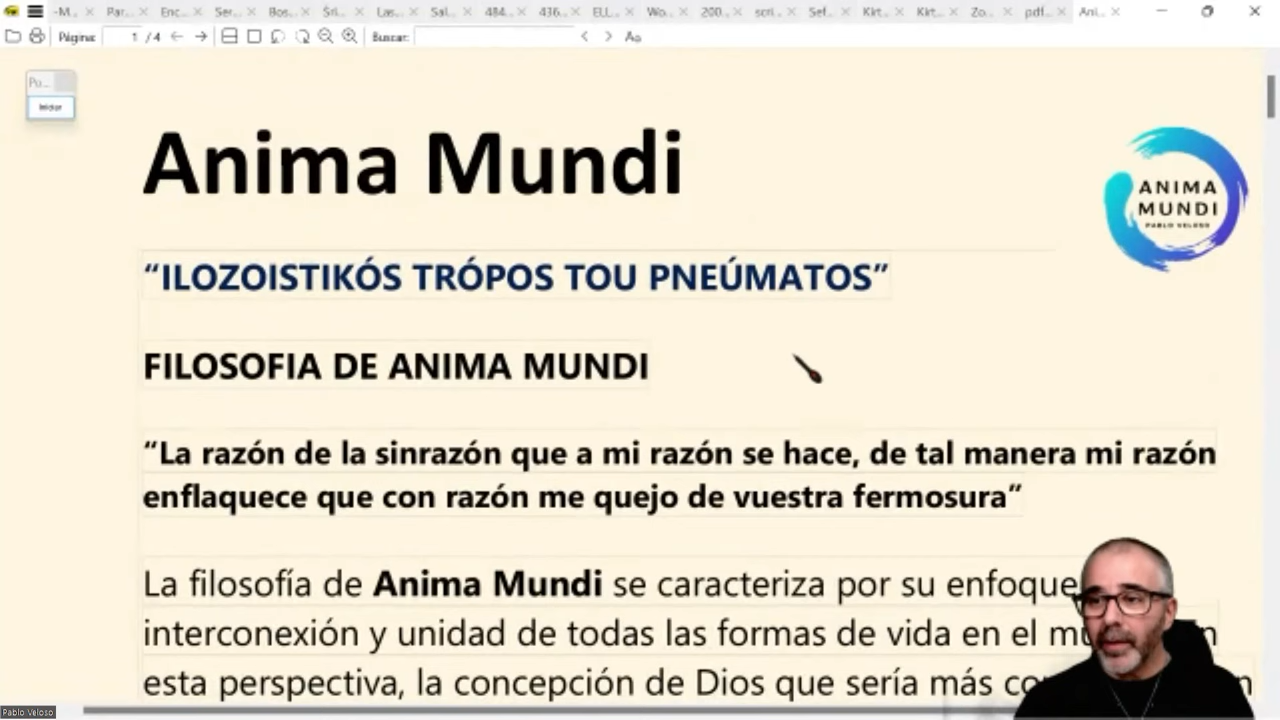 Página: 1 / 4 Buscar:
Iniciar
Anima Mundi
ANIMA
MUNDI
PABLO VELOSO
“ILOZOISTIKÓS TRÓPOS TOU PNEÚMATOS”
FILOSOFIA DE ANIMA MUNDI
“La razón de la sinrazón que a mi razón se hace, de tal manera mi razón
enflaquece que con razón me quejo de vuestra fermosura”
La filosofía de Anima Mundi se caracteriza por su enfoque
interconexión y unidad de todas las formas de vida en el
esta perspectiva, la concepción de Dios que sería más
Pablo Veloso